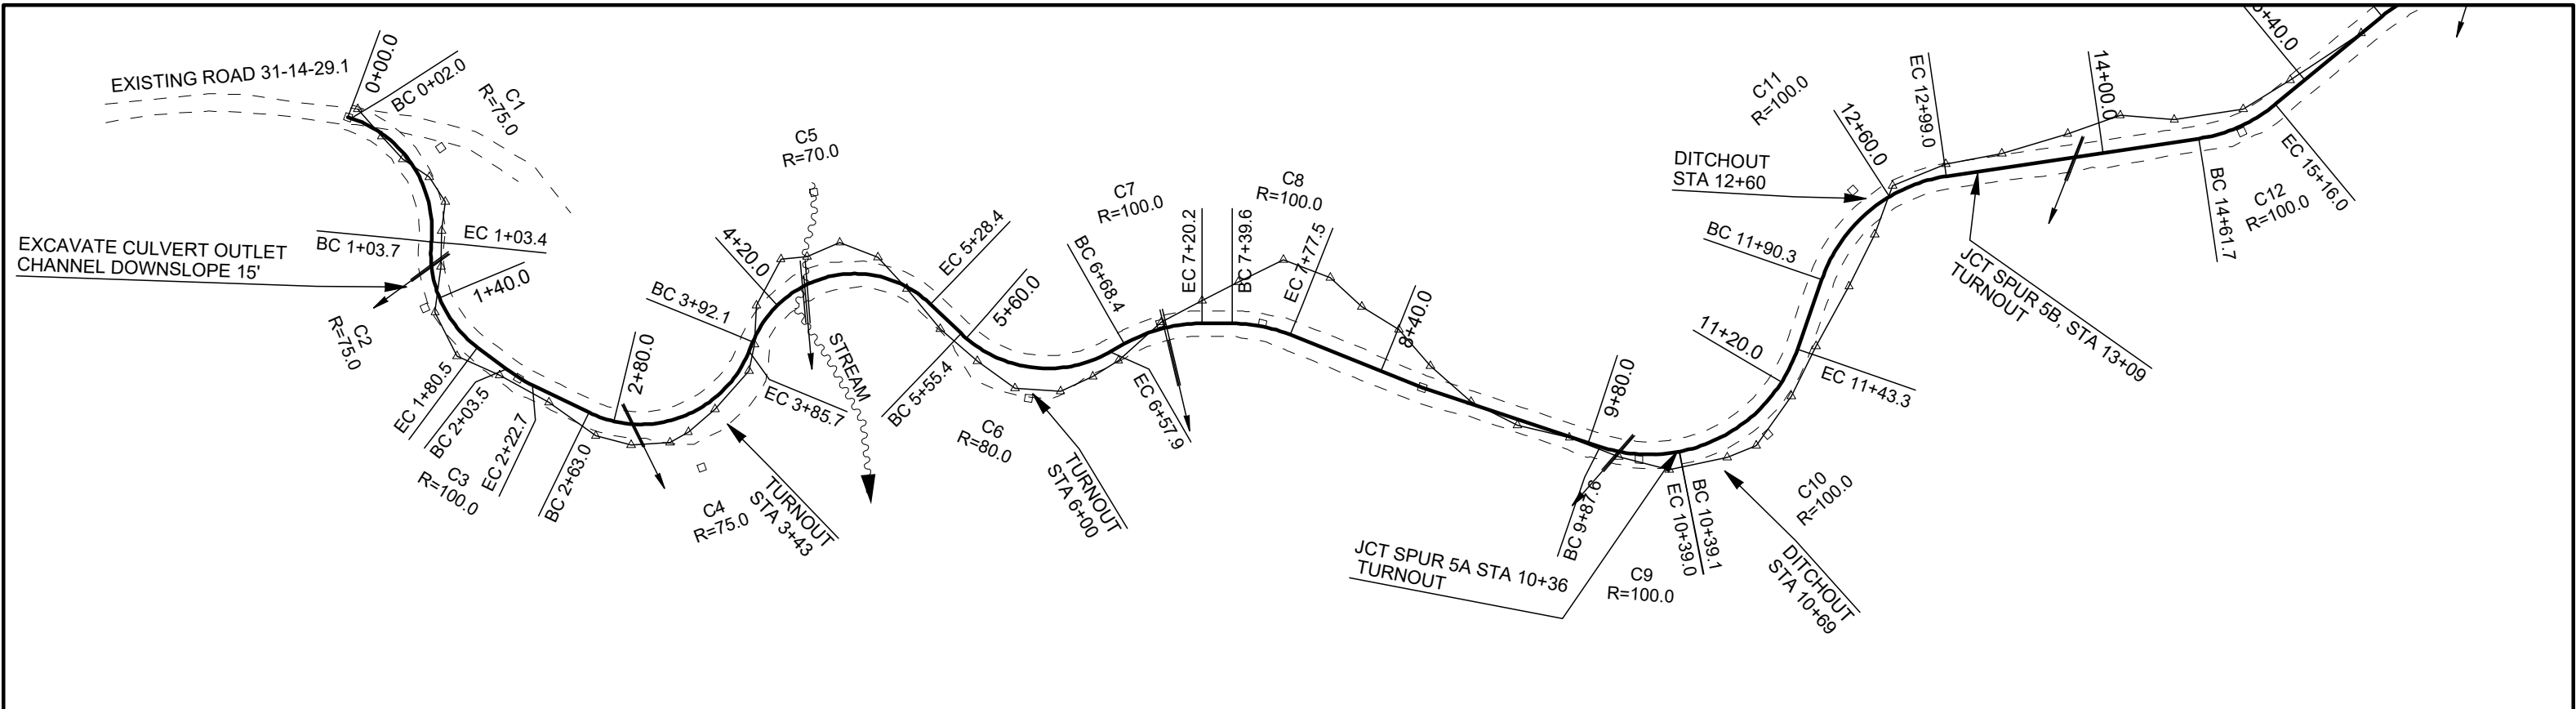 EXISTING ROAD 31-14-29.1
0+00.0
BC 0+02.0
C1
R=75.0
EXCAVATE CULVERT OUTLET
CHANNEL DOWNSLOPE 15'
BC 1+03.7
EC 1+03.4
1+40.0
C2
R=75.0
EC 1+80.5
BC 2+03.5
EC 2+22.7
C3
R=100.0
BC 2+63.0
2+80.0
C4
R=75.0
TURNOUT
STA 3+43
EC 3+85.7
BC 3+92.1
4+20.0
C5
R=70.0
STREAM
EC 5+28.4
BC 5+55.4
5+60.0
C6
R=80.0
TURNOUT
STA 6+00
EC 6+57.9
BC 6+68.4
C7
R=100.0
EC 7+20.2
BC 7+39.6
C8
R=100.0
EC 7+77.5
8+40.0
9+80.0
BC 9+87.6
JCT SPUR 5A STA 10+36
TURNOUT
C9
R=100.0
EC 10+39.0
BC 10+39.1
C10
R=100.0
DITCHOUT
STA 10+69
11+20.0
EC 11+43.3
BC 11+90.3
DITCHOUT
STA 12+60
C11
R=100.0
12+60.0
EC 12+99.0
JCT SPUR 5B, STA 13+09
TURNOUT
14+00.0
BC 14+61.7
C12
R=100.0
EC 15+16.0
5+40.0